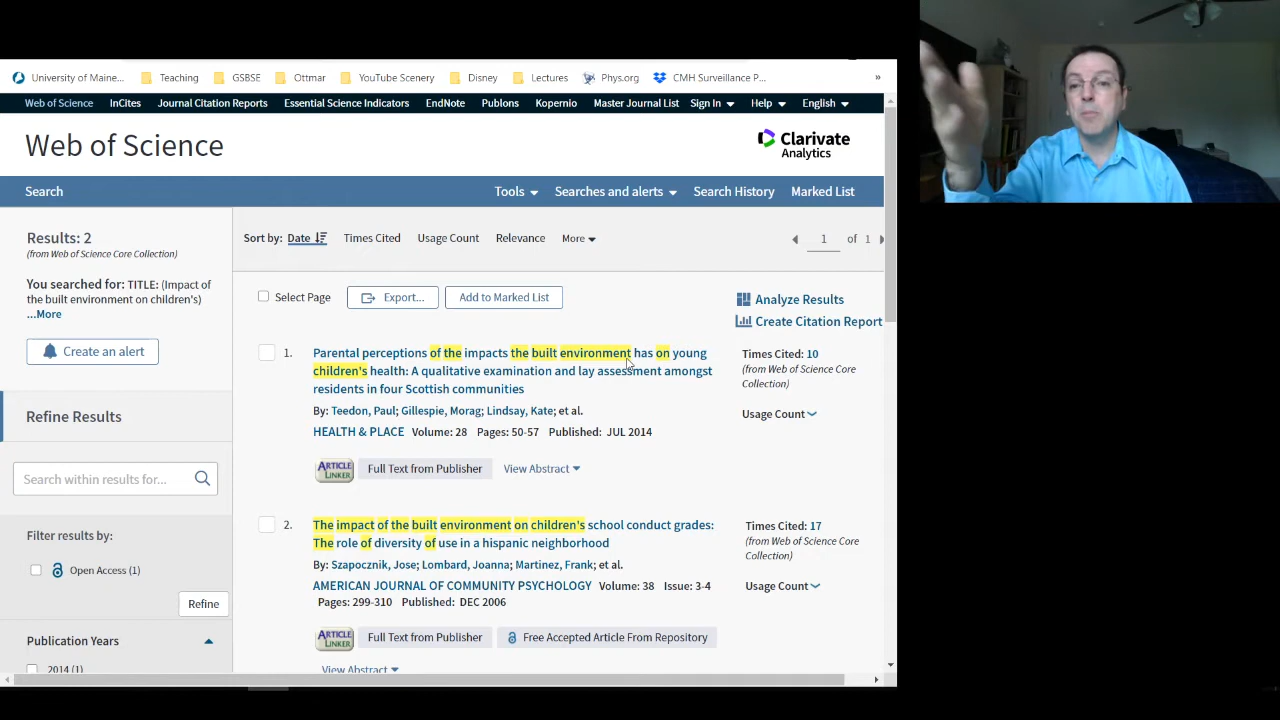 University of Maine... Teaching GSBSE Ottmar YouTube Scenery Disney Lectures Phys.org CMH Surveillance P... »
Web of Science InCites Journal Citation Reports Essential Science Indicators EndNote Publons Kopernio Master Journal List Sign In Help English
Web of Science
Clarivate
Analytics
Search Tools Searches and alerts Search History Marked List
Results: 2
(from Web of Science Core Collection)
You searched for: TITLE: (Impact of
the built environment on children's)
...More
Create an alert
Refine Results
Search within results for...
Filter results by:
Open Access (1)
Refine
Publication Years
2014 (1)
Sort by: Date Times Cited Usage Count Relevance More
1 of 1
Select Page Export... Add to Marked List
Analyze Results
Create Citation Report
1. Parental perceptions of the impacts the built environment has on young
children's health: A qualitative examination and lay assessment amongst
residents in four Scottish communities
By: Teedon, Paul; Gillespie, Morag; Lindsay, Kate; et al.
HEALTH & PLACE Volume: 28 Pages: 50-57 Published: JUL 2014
ARTICLE
LINKER
Full Text from Publisher View Abstract
Times Cited: 10
(from Web of Science Core
Collection)
Usage Count
2. The impact of the built environment on children's school conduct grades:
The role of diversity of use in a hispanic neighborhood
By: Szapocznik, Jose; Lombard, Joanna; Martinez, Frank; et al.
AMERICAN JOURNAL OF COMMUNITY PSYCHOLOGY Volume: 38 Issue: 3-4
Pages: 299-310 Published: DEC 2006
ARTICLE
LINKER
Full Text from Publisher Free Accepted Article From Repository
View Abstract
Times Cited: 17
(from Web of Science Core
Collection)
Usage Count